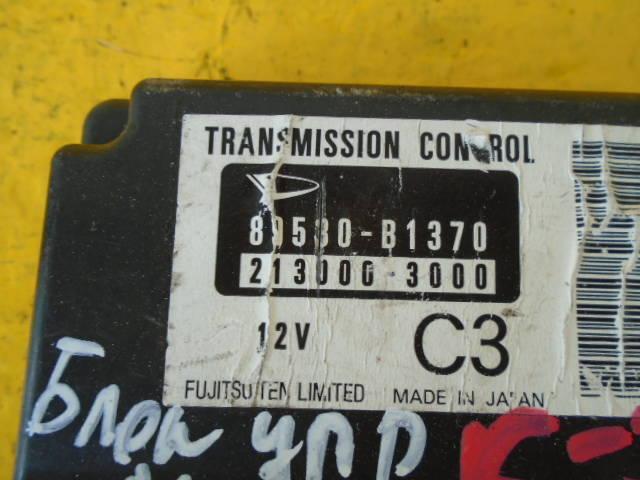 TRANSMISSION CONTROL
89530-B1370
213000-3000
12V C3
FUJITSU TEN LIMITED MADE IN JAPAN
Блок упр